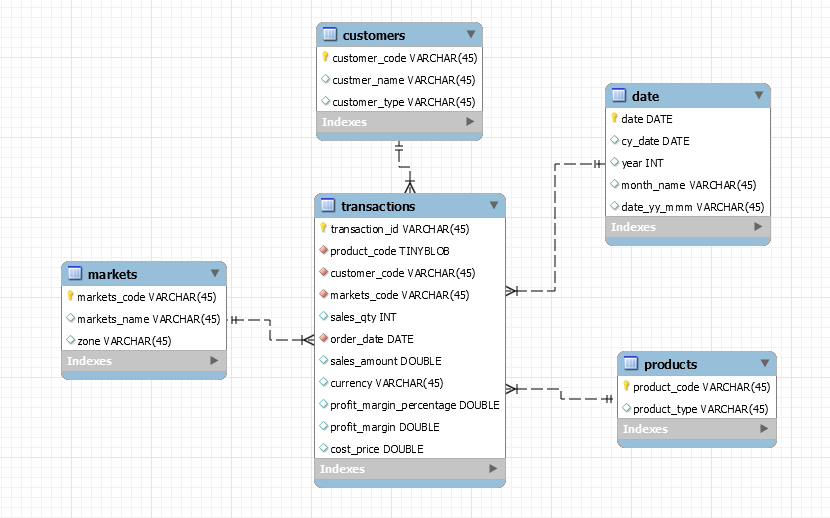 customers
customer_code VARCHAR(45)
custmer_name VARCHAR(45)
customer_type VARCHAR(45)
Indexes
date
date DATE
cy_date DATE
year INT
month_name VARCHAR(45)
date_yy_mmm VARCHAR(45)
Indexes
transactions
transaction_id VARCHAR(45)
product_code TINYBLOB
customer_code VARCHAR(45)
markets_code VARCHAR(45)
sales_qty INT
order_date DATE
sales_amount DOUBLE
currency VARCHAR(45)
profit_margin_percentage DOUBLE
profit_margin DOUBLE
cost_price DOUBLE
Indexes
markets
markets_code VARCHAR(45)
markets_name VARCHAR(45)
zone VARCHAR(45)
Indexes
products
product_code VARCHAR(45)
product_type VARCHAR(45)
Indexes